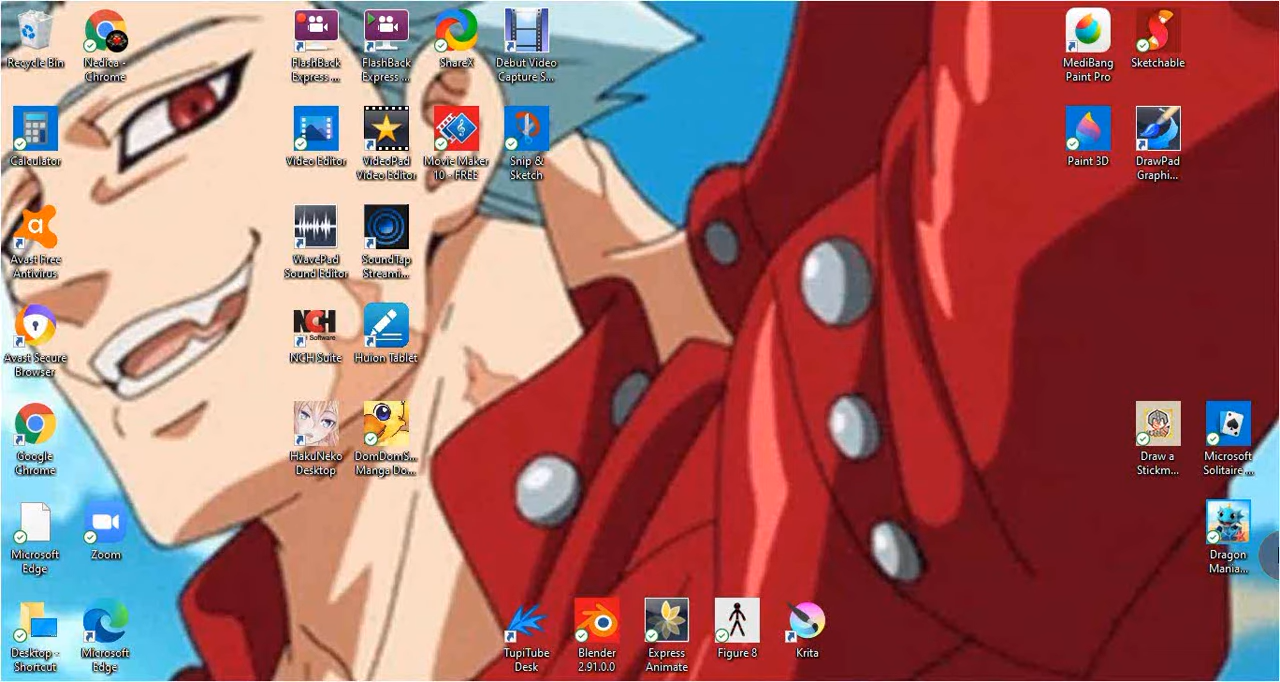 Recycle Bin
Nedica -
Chrome
FlashBack
Express ...
FlashBack
Express ...
ShareX
Debut Video
Capture S...
MediBang
Paint Pro
Sketchable
Calculator
Video Editor
VideoPad
Video Editor
Movie Maker
10 - FREE
Snip &
Sketch
Paint 3D
DrawPad
Graphi...
Avast Free
Antivirus
WavePad
Sound Editor
SoundTap
Streami...
Avast Secure
Browser
NCH
Software
NCH Suite
Huion Tablet
Google
Chrome
HakuNeko
Desktop
DomDomS...
Manga Do...
Draw a
Stickm...
Microsoft
Solitaire ...
Microsoft
Edge
Zoom
Dragon
Mania...
Desktop -
Shortcut
Microsoft
Edge
TupiTube
Desk
Blender
2.91.0.0
Express
Animate
Figure 8
Krita